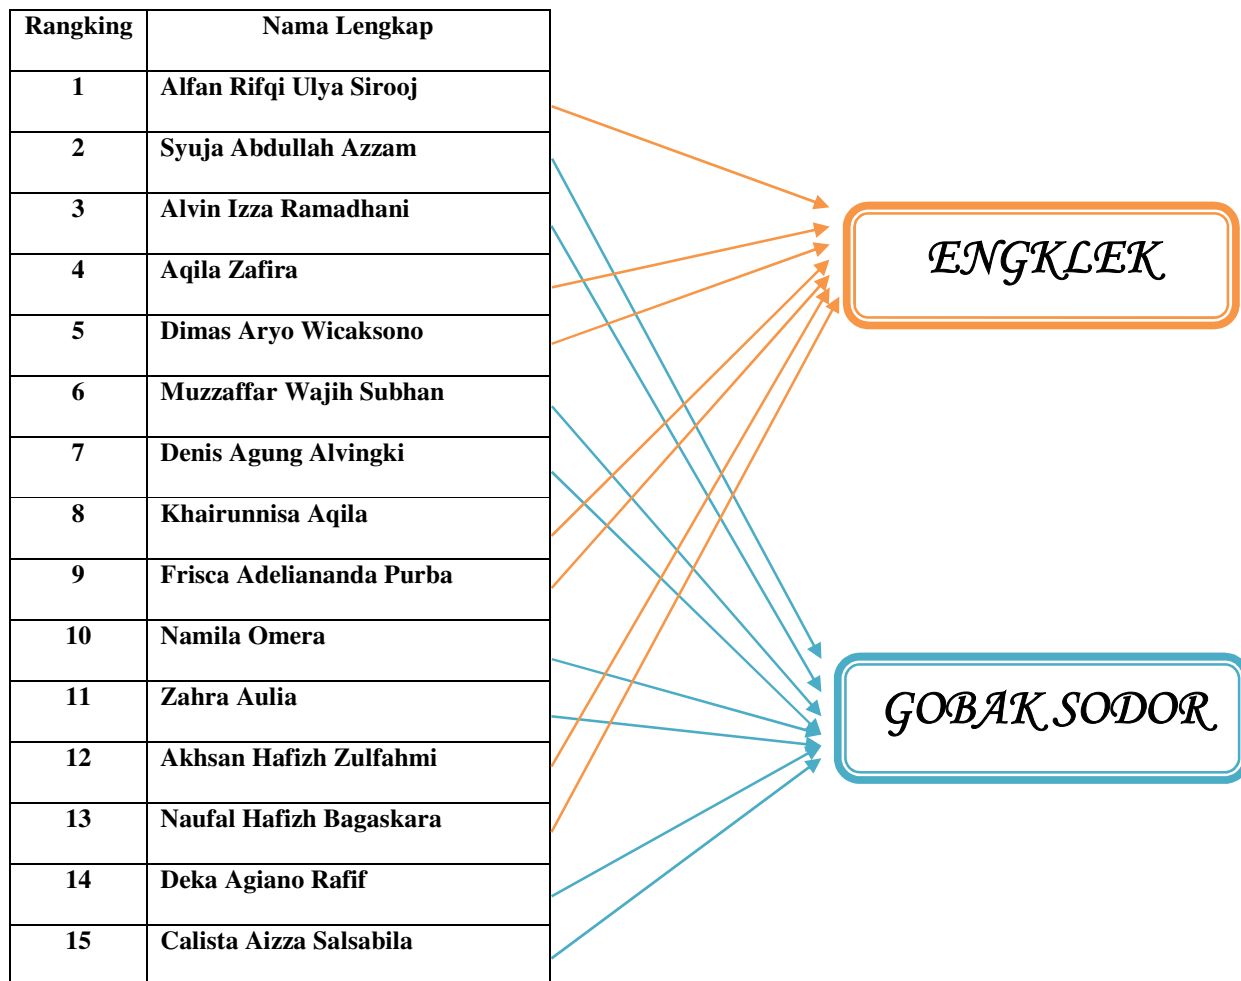 Rangking Nama Lengkap
1 Alfan Rifqi Ulya Sirooj
2 Syuja Abdullah Azzam
3 Alvin Izza Ramadhani
4 Aqila Zafira
5 Dimas Aryo Wicaksono
6 Muzzaffar Wajih Subhan
7 Denis Agung Alvingki
8 Khairunnisa Aqila
9 Frisca Adeliananda Purba
10 Namila Omera
11 Zahra Aulia
12 Akhsan Hafizh Zulfahmi
13 Naufal Hafizh Bagaskara
14 Deka Agiano Rafif
15 Calista Aizza Salsabila
ENGKLEK
GOBAK SODOR